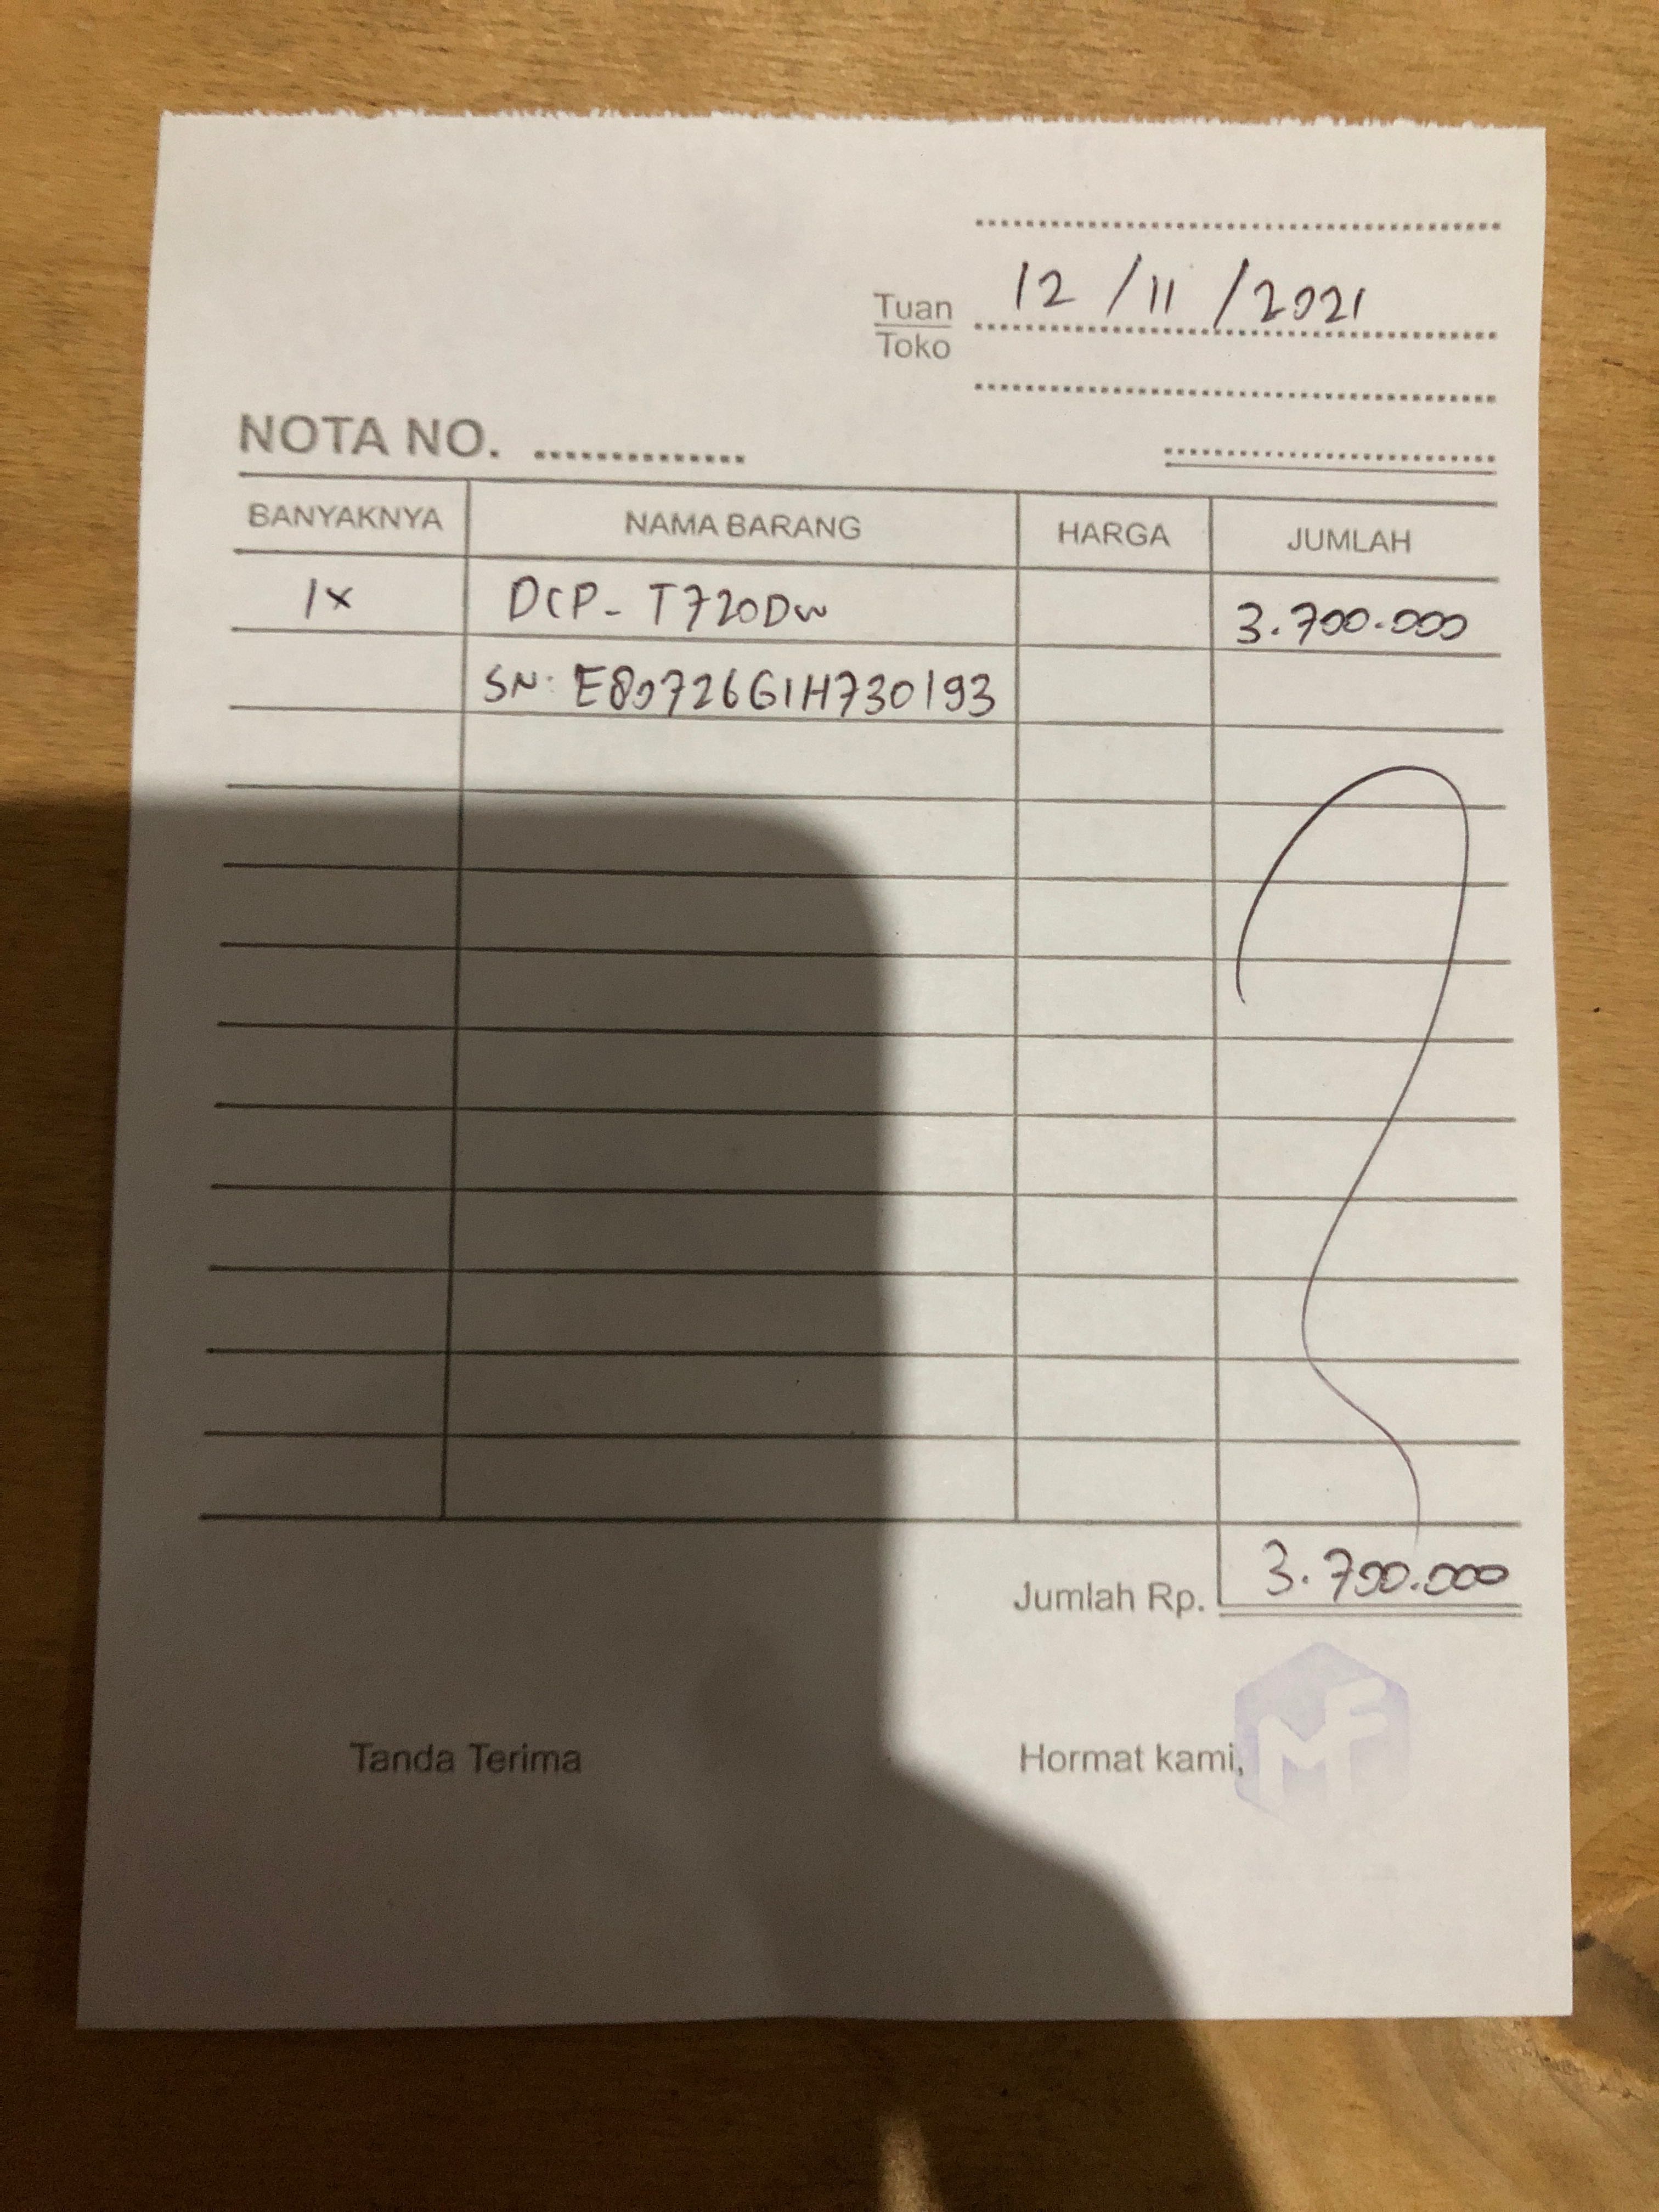 12 / 11 / 2021
Tuan
Toko
NOTA NO. ..............
BANYAKNYA NAMA BARANG HARGA JUMLAH
1x DCP- T720DW 3.700.000
SN: E80726G1H730193
Jumlah Rp. 3.700.000
Tanda Terima Hormat kami,
MF